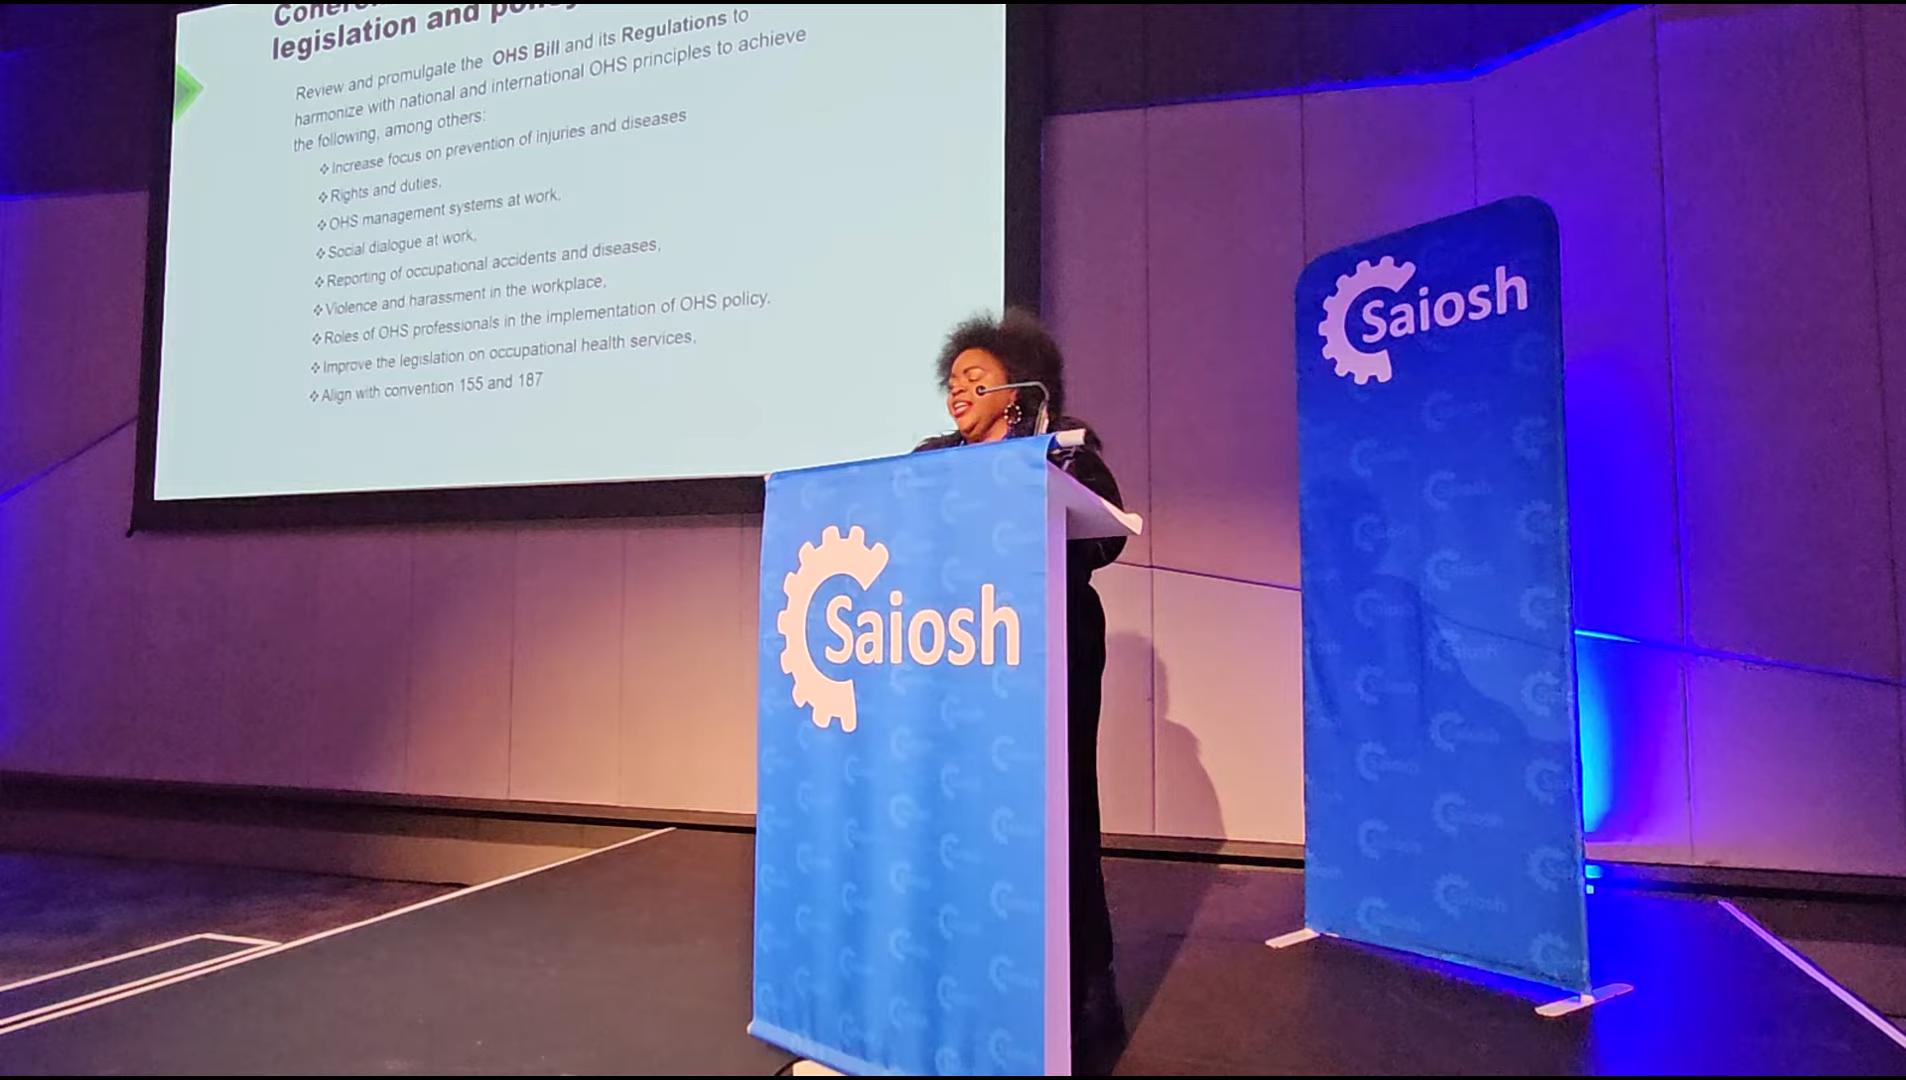 legislation and policy
Review and promulgate the OHS Bill and its Regulations to
harmonize with national and international OHS principles to achieve
the following, among others:
❖Increase focus on prevention of injuries and diseases
❖Rights and duties,
❖OHS management systems at work,
❖Social dialogue at work,
❖Reporting of occupational accidents and diseases,
❖Violence and harassment in the workplace,
❖Roles of OHS professionals in the implementation of OHS policy.
❖Improve the legislation on occupational health services,
❖Align with convention 155 and 187
Saiosh
Saiosh